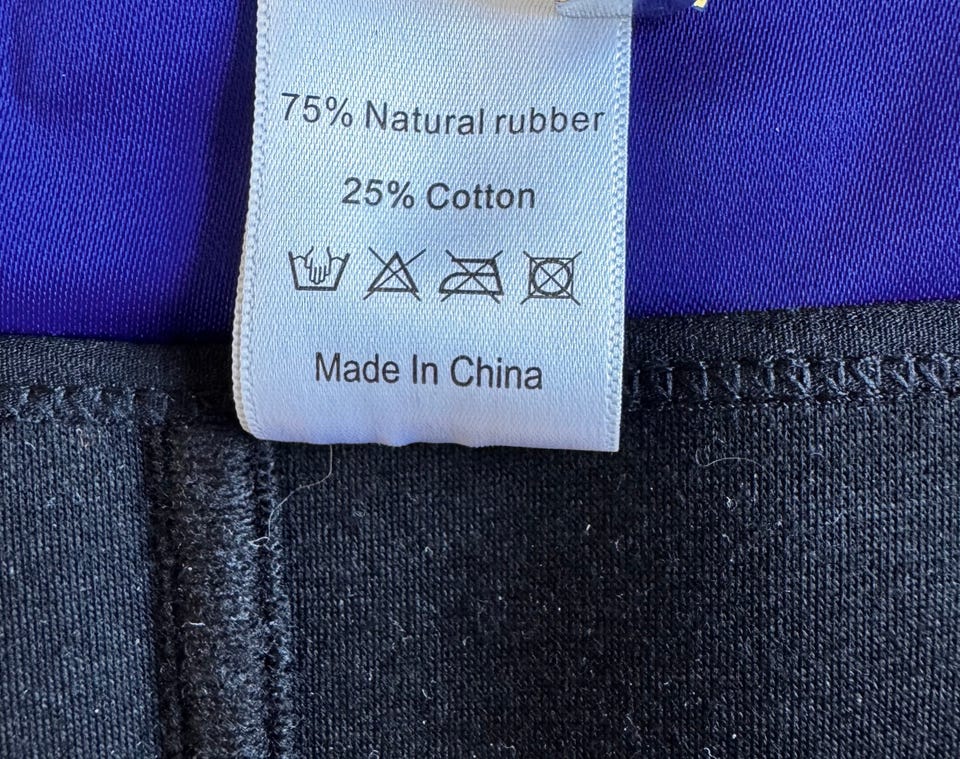 75% Natural rubber
25% Cotton
Made In China